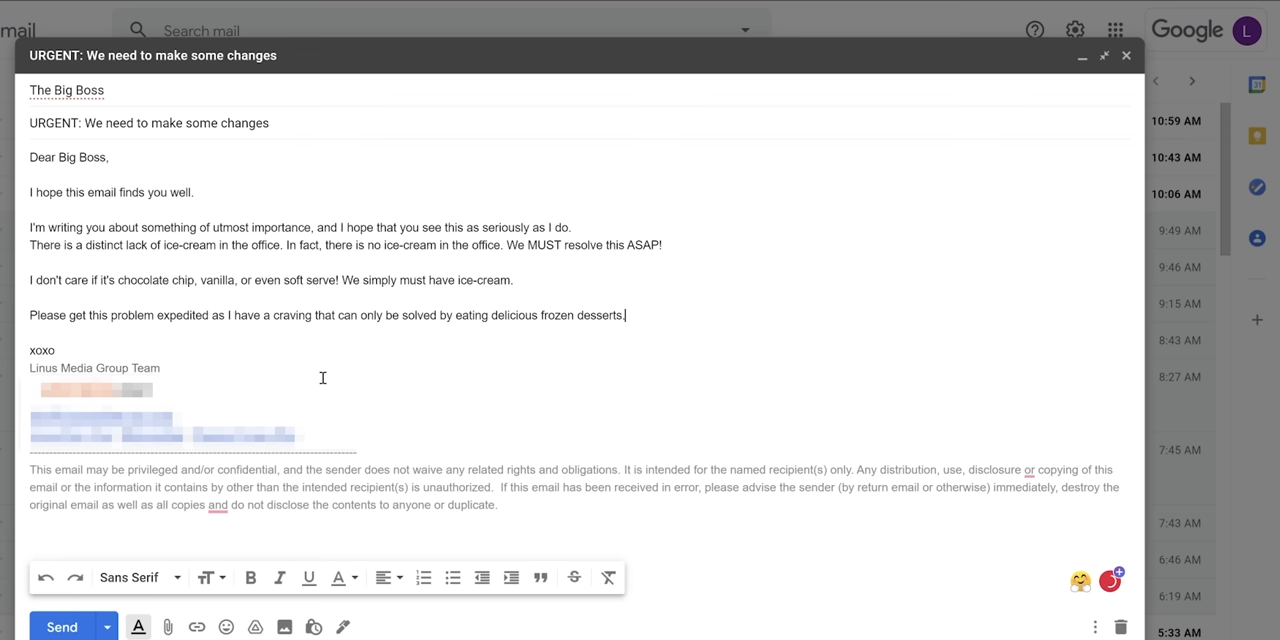 mail
Search mail
Google
L
URGENT: We need to make some changes
The Big Boss
URGENT: We need to make some changes
Dear Big Boss,
I hope this email finds you well.
I'm writing you about something of utmost importance, and I hope that you see this as seriously as I do.
There is a distinct lack of ice-cream in the office. In fact, there is no ice-cream in the office. We MUST resolve this ASAP!
I don't care if it's chocolate chip, vanilla, or even soft serve! We simply must have ice-cream.
Please get this problem expedited as I have a craving that can only be solved by eating delicious frozen desserts.
xoxo
Linus Media Group Team
This email may be privileged and/or confidential, and the sender does not waive any related rights and obligations. It is intended for the named recipient(s) only. Any distribution, use, disclosure or copying of this
email or the information it contains by other than the intended recipient(s) is unauthorized.  If this email has been received in error, please advise the sender (by return email or otherwise) immediately, destroy the
original email as well as all copies and do not disclose the contents to anyone or duplicate.
Sans Serif
Send
10:59 AM
10:43 AM
10:06 AM
9:49 AM
9:46 AM
9:15 AM
8:43 AM
8:27 AM
7:45 AM
7:43 AM
6:46 AM
6:19 AM
5:33 AM
31